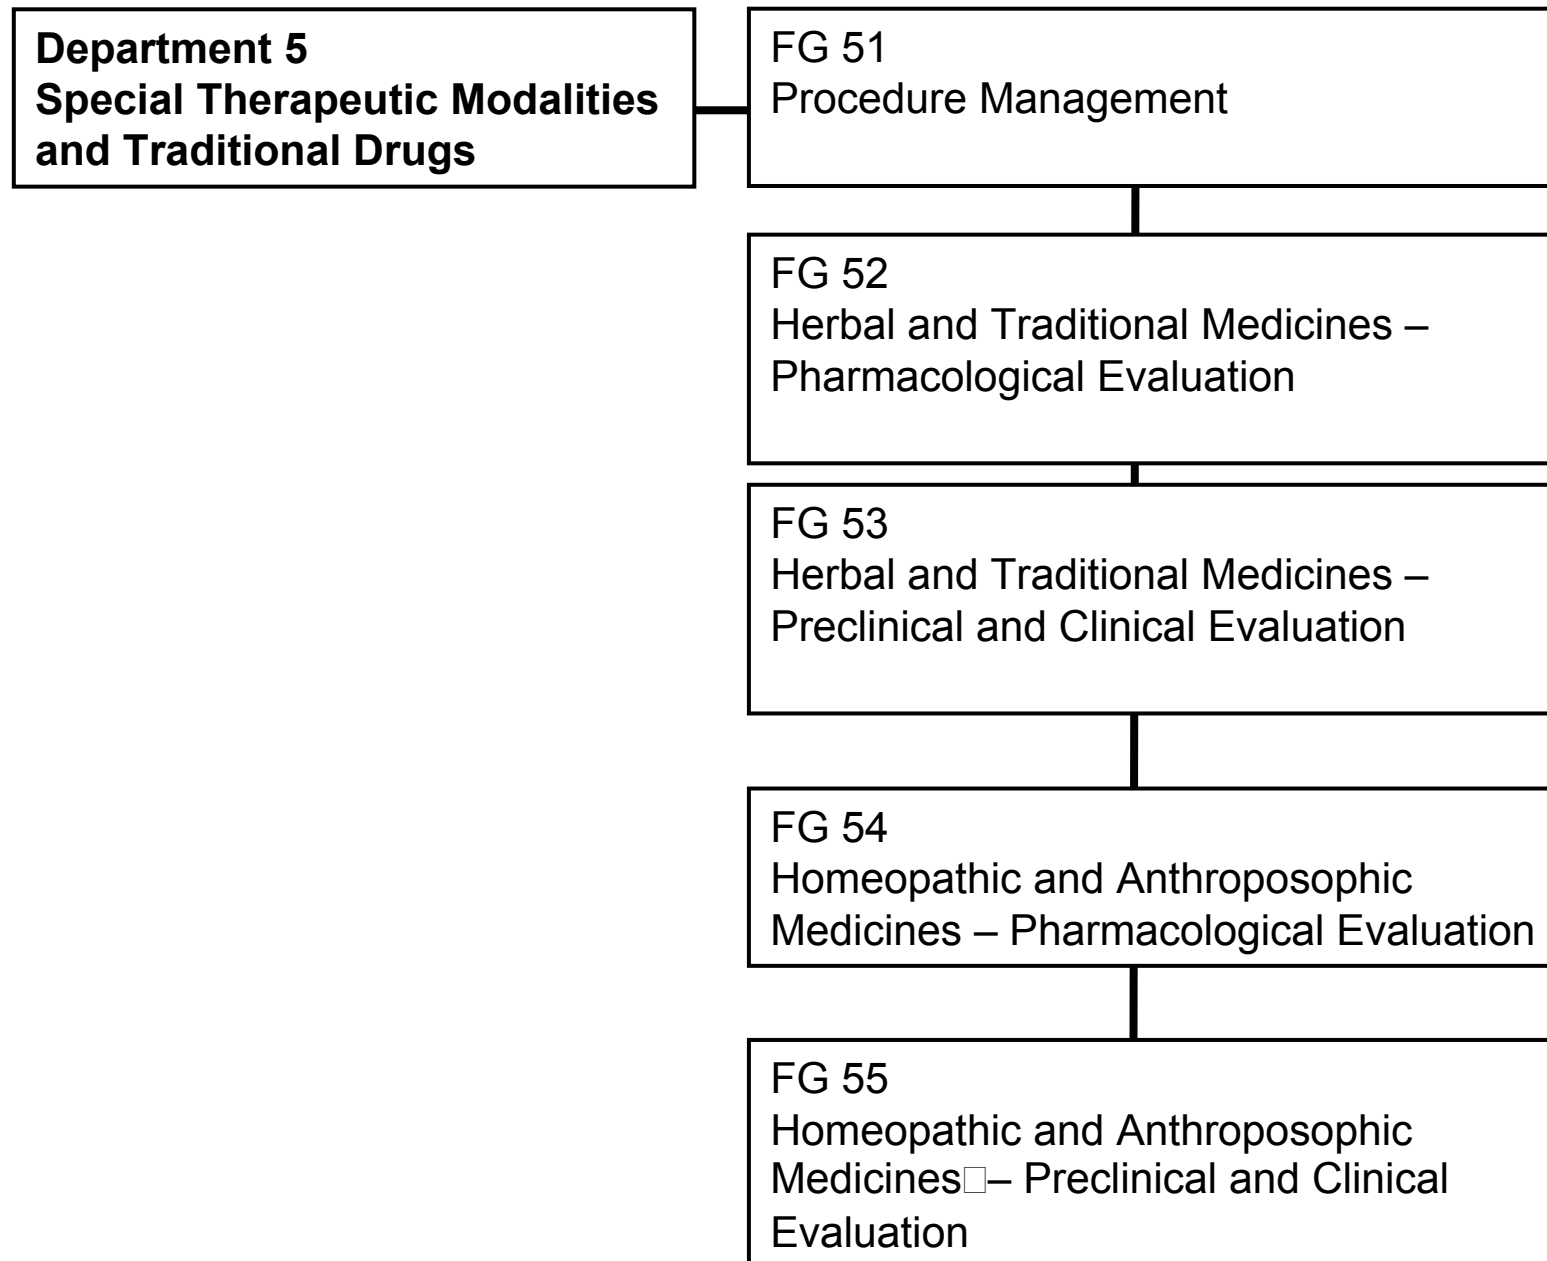 Department 5
Special Therapeutic Modalities
and Traditional Drugs
FG 51
Procedure Management
FG 52
Herbal and Traditional Medicines –
Pharmacological Evaluation
FG 53
Herbal and Traditional Medicines –
Preclinical and Clinical Evaluation
FG 54
Homeopathic and Anthroposophic
Medicines – Pharmacological Evaluation
FG 55
Homeopathic and Anthroposophic
Medicines□– Preclinical and Clinical
Evaluation